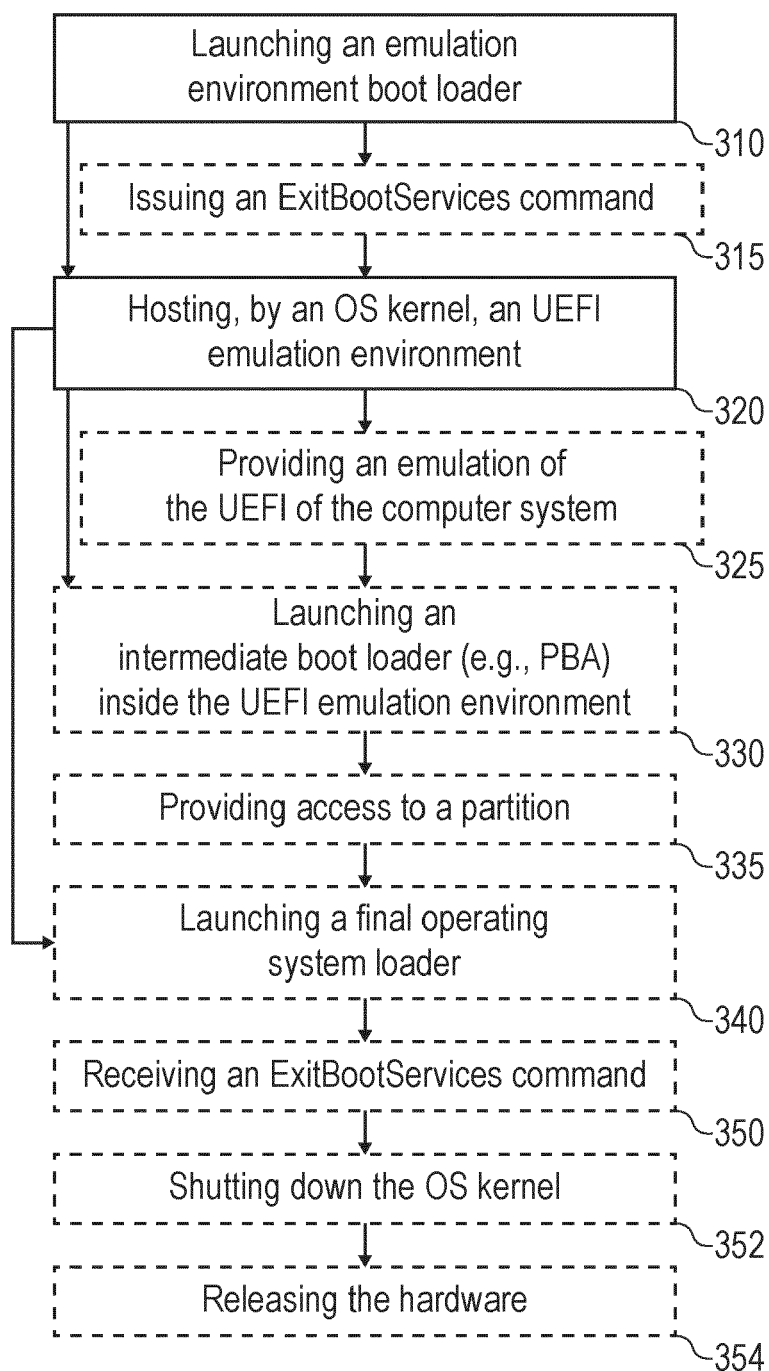 Launching an emulation
environment boot loader
310
Issuing an ExitBootServices command
315
Hosting, by an OS kernel, an UEFI
emulation environment
320
Providing an emulation of
the UEFI of the computer system
325
Launching an
intermediate boot loader (e.g., PBA)
inside the UEFI emulation environment
330
Providing access to a partition
335
Launching a final operating
system loader
340
Receiving an ExitBootServices command
350
Shutting down the OS kernel
352
Releasing the hardware
354